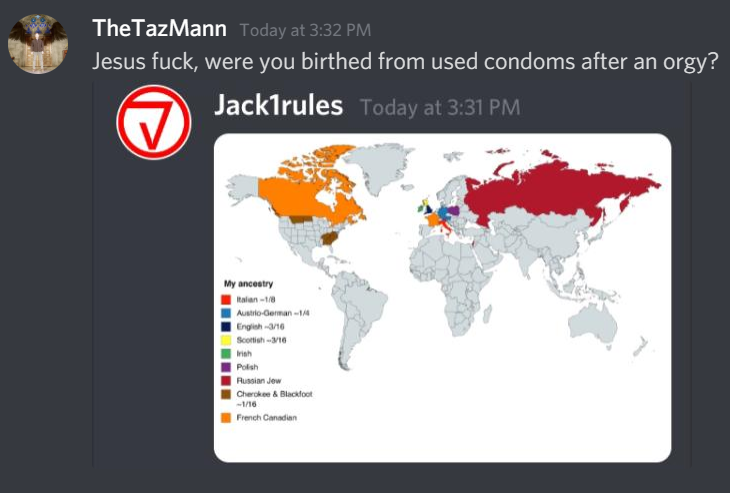 TheTazMann Today at 3:32 PM
Jesus fuck, were you birthed from used condoms after an orgy?
Jack1rules Today at 3:31 PM
My ancestry
Italian ~1/8
Austrio-German ~1/4
English ~3/16
Scottish ~3/16
Irish
Polish
Russian Jew
Cherokee & Blackfoot
~1/16
French Canadian